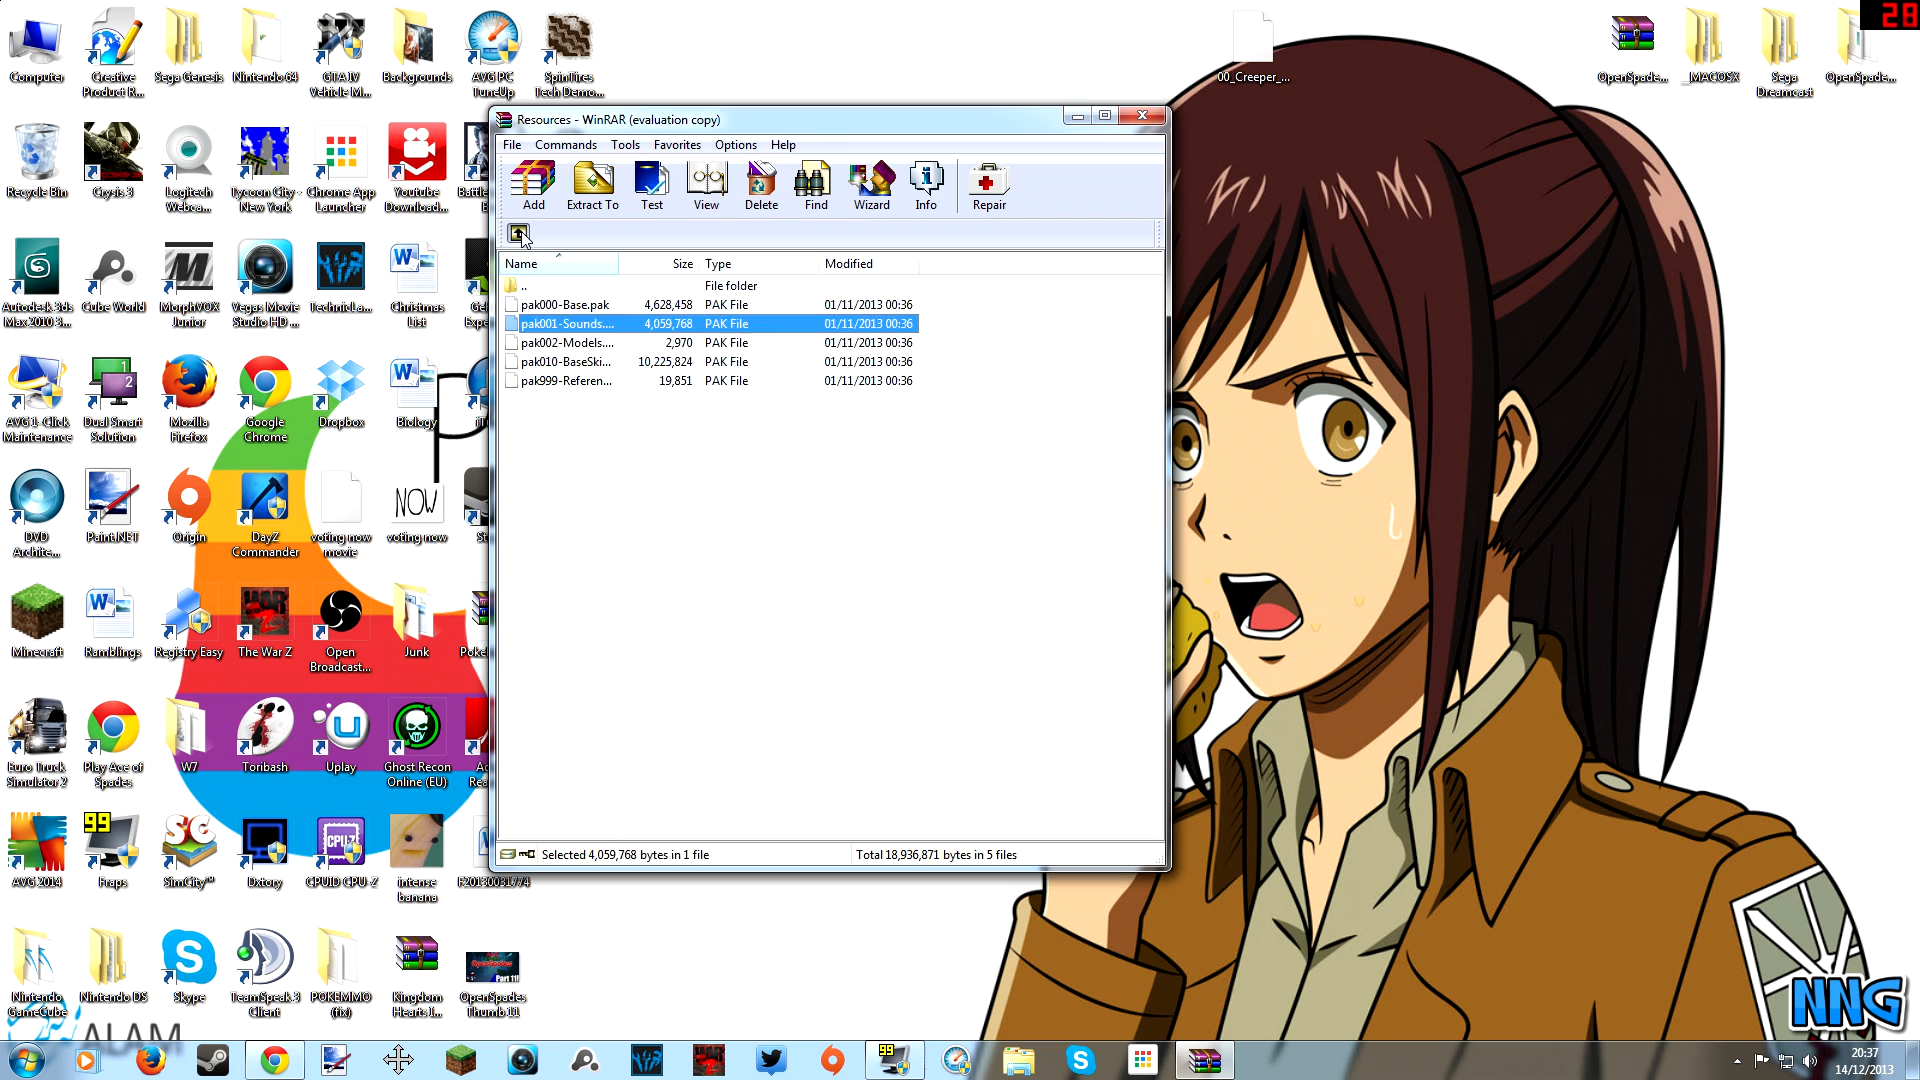 28
Computer
Creative Product R...
Sega Genesis
Nintendo 64
GTA IV Vehicle M...
Backgrounds
AVG PC TuneUp
SpinTires Tech Demo...
00_Creeper_...
OpenSpade...
_MACOSX
Sega Dreamcast
OpenSpade...
Resources - WinRAR (evaluation copy)
File Commands Tools Favorites Options Help
Add Extract To Test View Delete Find Wizard Info Repair
Name Size Type Modified
.. File folder
pak000-Base.pak 4,628,458 PAK File 01/11/2013 00:36
pak001-Sounds.... 4,059,768 PAK File 01/11/2013 00:36
pak002-Models.... 2,970 PAK File 01/11/2013 00:36
pak010-BaseSki... 10,225,824 PAK File 01/11/2013 00:36
pak999-Referen... 19,851 PAK File 01/11/2013 00:36
Selected 4,059,768 bytes in 1 file
Total 18,936,871 bytes in 5 files
Recycle Bin
Crysis 3
Logitech Webca...
Tycoon City - New York
Chrome App Launcher
Youtube Download...
Autodesk 3ds Max 2010 3...
Cube World
MorphVOX Junior
Vegas Movie Studio HD ...
TechnicLa...
Christmas List
AVG 1-Click Maintenance
Dual Smart Solution
Mozilla Firefox
Google Chrome
Dropbox
Biology
DVD Archite...
Paint.NET
Origin
DayZ Commander
voting now movie
NOW
voting now
Minecraft
Ramblings
Registry Easy
The War Z
Open Broadcast...
Junk
Euro Truck Simulator 2
Play Ace of Spades
W7
Toribash
Uplay
Ghost Recon Online (EU)
99
AVG 2014
Fraps
SimCity™
Dxtory
CPU-Z
CPUID CPU-Z
intense banana
Nintendo GameCube
Nintendo DS
Skype
TeamSpeak 3 Client
POKEMMO (fix)
Kingdom Hearts I...
OpenSpades Thumb 11
ALAM
NNG
99
20:37
14/12/2013